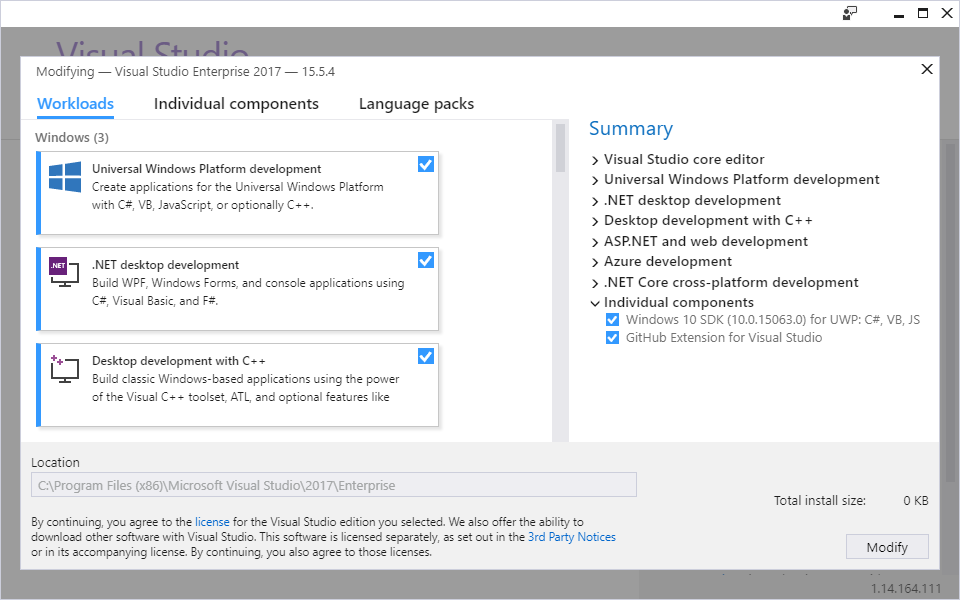 Visual Studio
Modifying — Visual Studio Enterprise 2017 — 15.5.4
Workloads
Individual components
Language packs
Windows (3)
Universal Windows Platform development
Create applications for the Universal Windows Platform
with C#, VB, JavaScript, or optionally C++.
.NET
.NET desktop development
Build WPF, Windows Forms, and console applications using
C#, Visual Basic, and F#.
Desktop development with C++
Build classic Windows-based applications using the power
of the Visual C++ toolset, ATL, and optional features like
Summary
Visual Studio core editor
Universal Windows Platform development
.NET desktop development
Desktop development with C++
ASP.NET and web development
Azure development
.NET Core cross-platform development
Individual components
Windows 10 SDK (10.0.15063.0) for UWP: C#, VB, JS
GitHub Extension for Visual Studio
Location
C:\Program Files (x86)\Microsoft Visual Studio\2017\Enterprise
By continuing, you agree to the license for the Visual Studio edition you selected. We also offer the ability to
download other software with Visual Studio. This software is licensed separately, as set out in the 3rd Party Notices
or in its accompanying license. By continuing, you also agree to those licenses.
Total install size: 0 KB
Modify
1.14.164.111